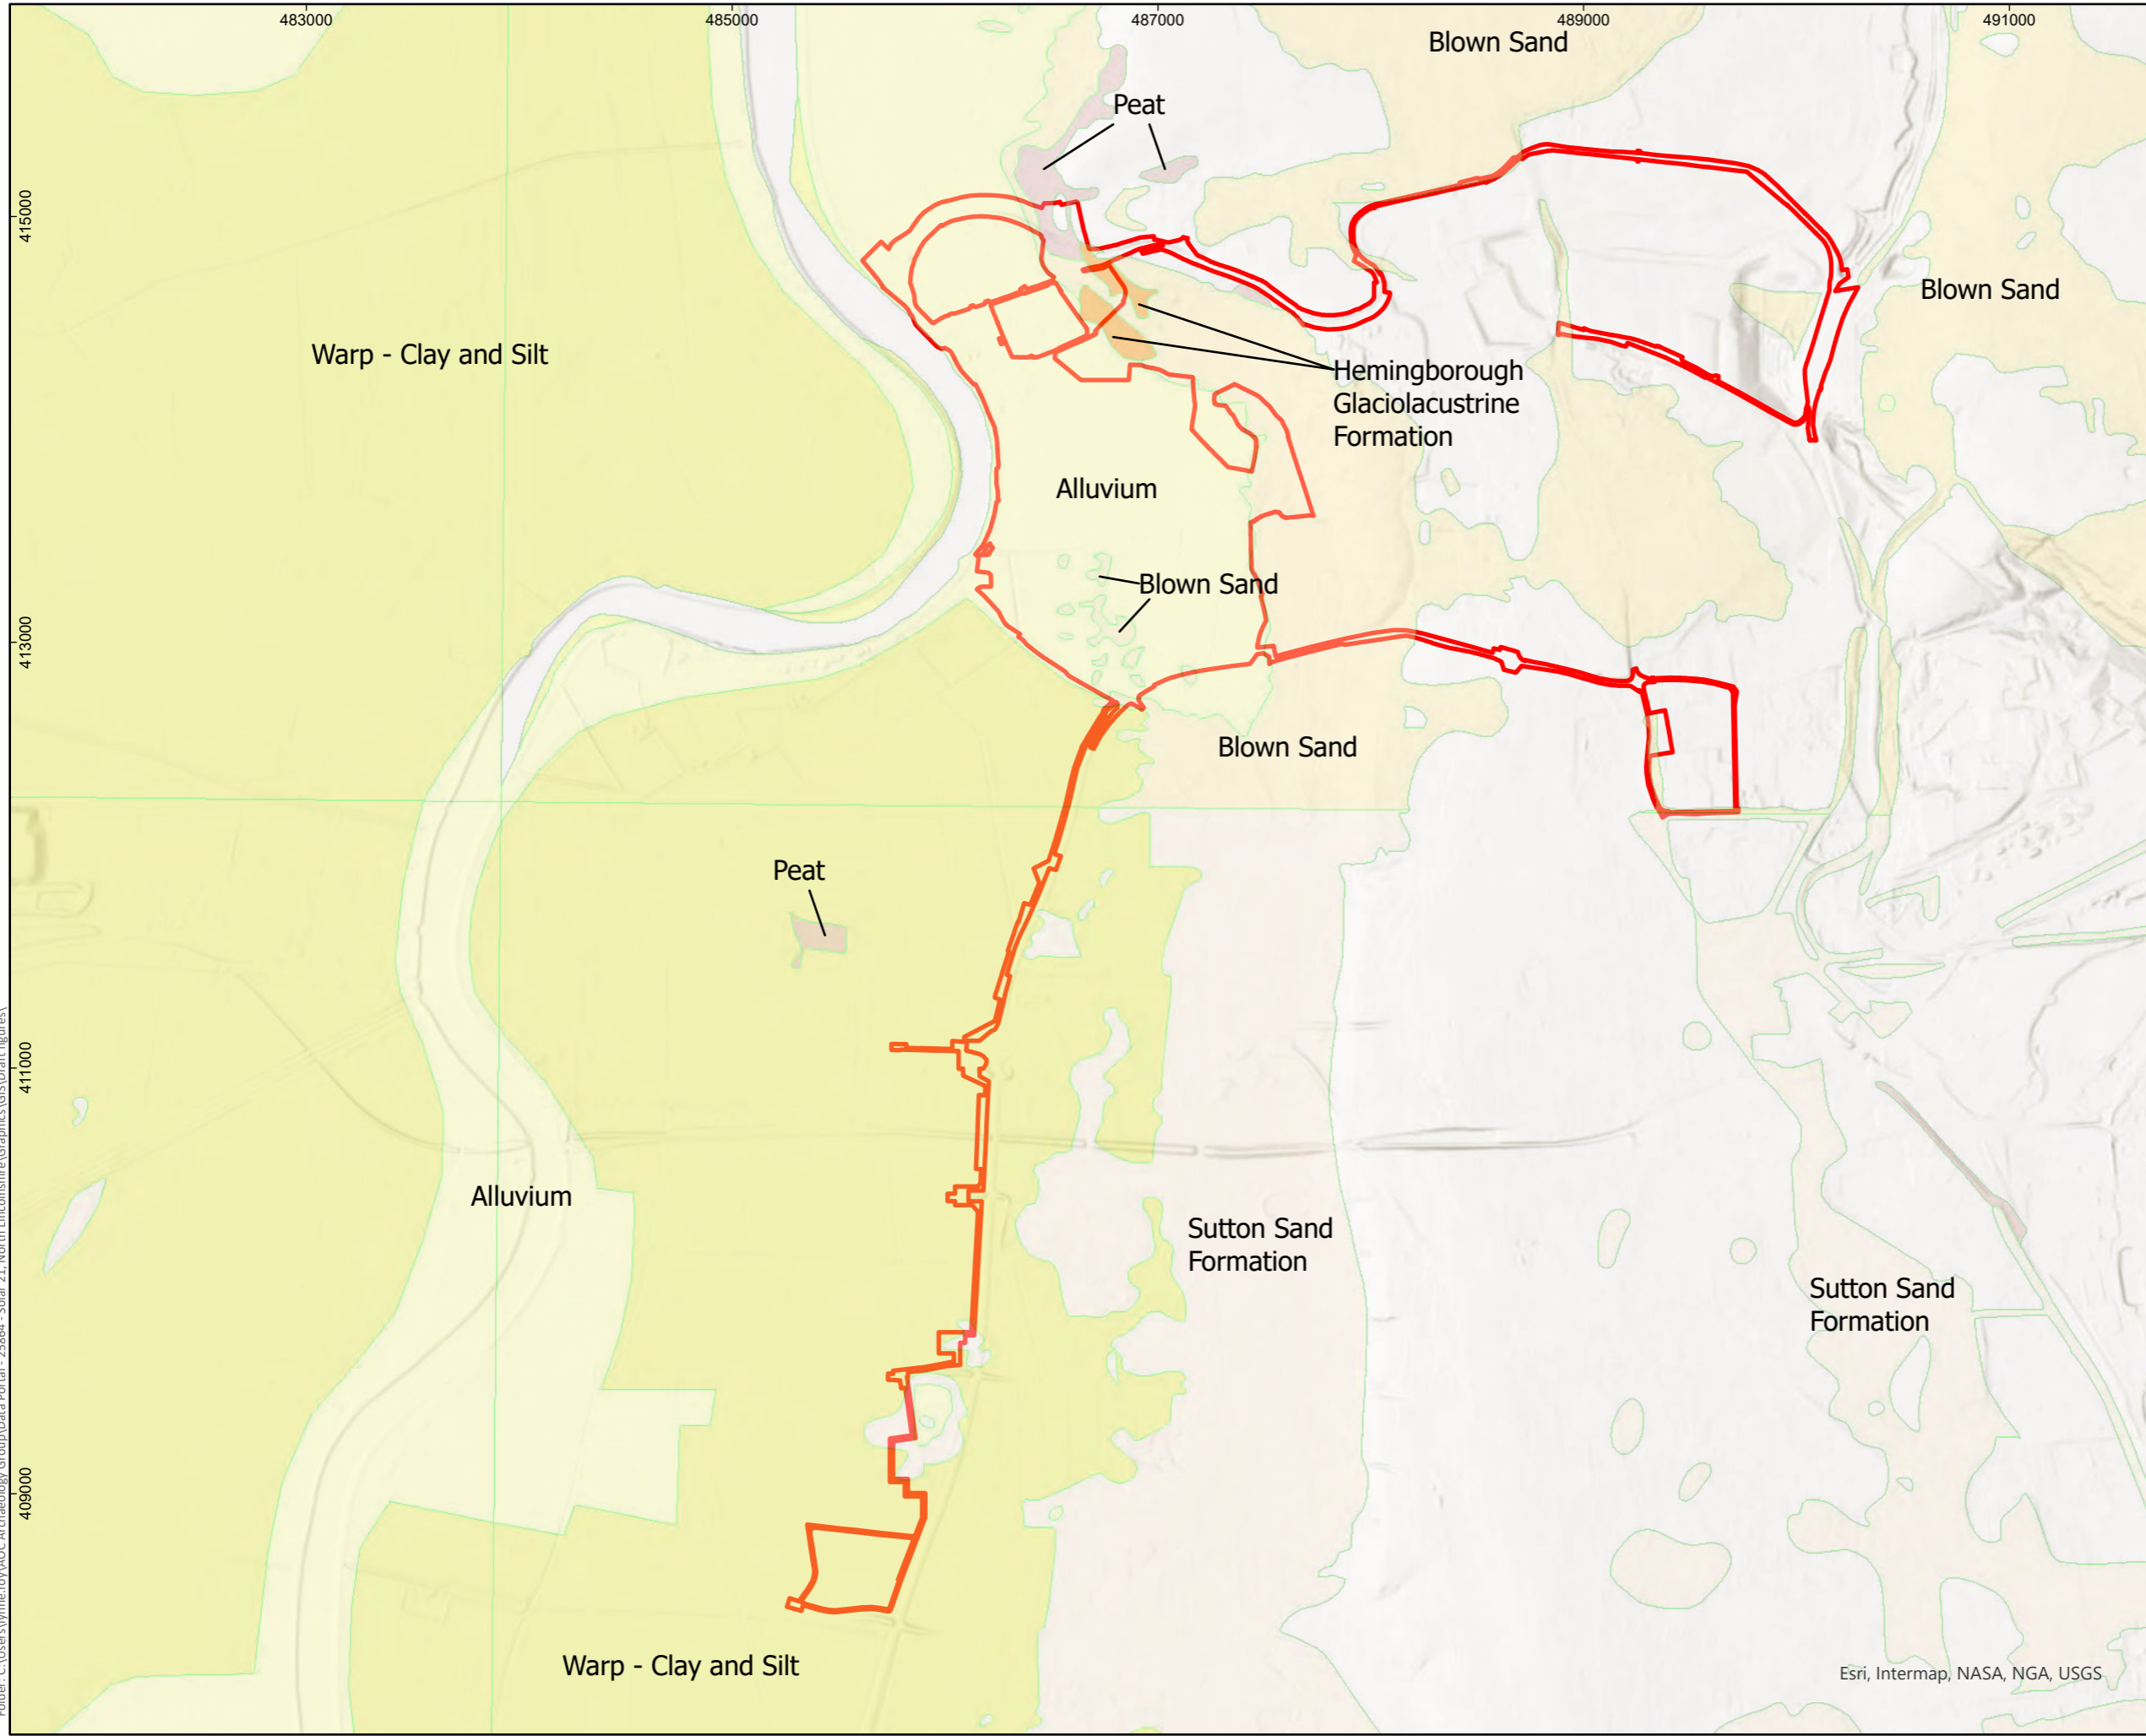 483000
485000
487000
489000
491000
Blown Sand
Peat
415000
Blown Sand
Warp - Clay and Silt
Hemingborough
Glaciolacustrine
Formation
Alluvium
Blown Sand
413000
Blown Sand
Peat
411000
Alluvium
Sutton Sand
Formation
Sutton Sand
Formation
409000
Warp - Clay and Silt
Esri, Intermap, NASA, NGA, USGS